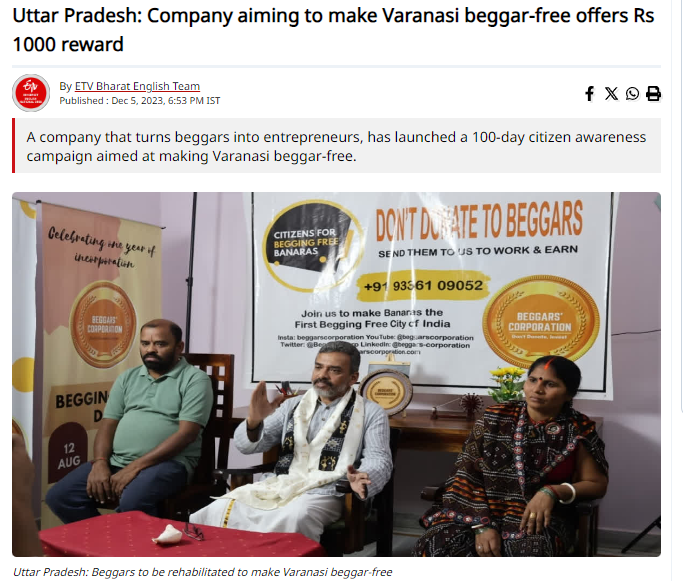 Uttar Pradesh: Company aiming to make Varanasi beggar-free offers Rs
1000 reward
By ETV Bharat English Team
Published : Dec 5, 2023, 6:53 PM IST
A company that turns beggars into entrepreneurs, has launched a 100-day citizen awareness
campaign aimed at making Varanasi beggar-free.
Celebrating one year of
incorporation
BEGGARS'
CORPORATION
BEGGIN
D
12
AUG
CITIZENS FOR
BEGGING FREE
BANARAS
DON'T DONATE TO BEGGARS
SEND THEM TO US TO WORK & EARN
+91 93361 09052
Join us to make Banaras the
First Begging Free City of India
Insta: beggarscorporation YouTube: @beggarscorporation
Twitter: @Be rp LinkedIn: @beggars-corporation
arscorporation.com
BEGGARS'
CORPORATION
Don't Donate, Invest
Uttar Pradesh: Beggars to be rehabilitated to make Varanasi beggar-free